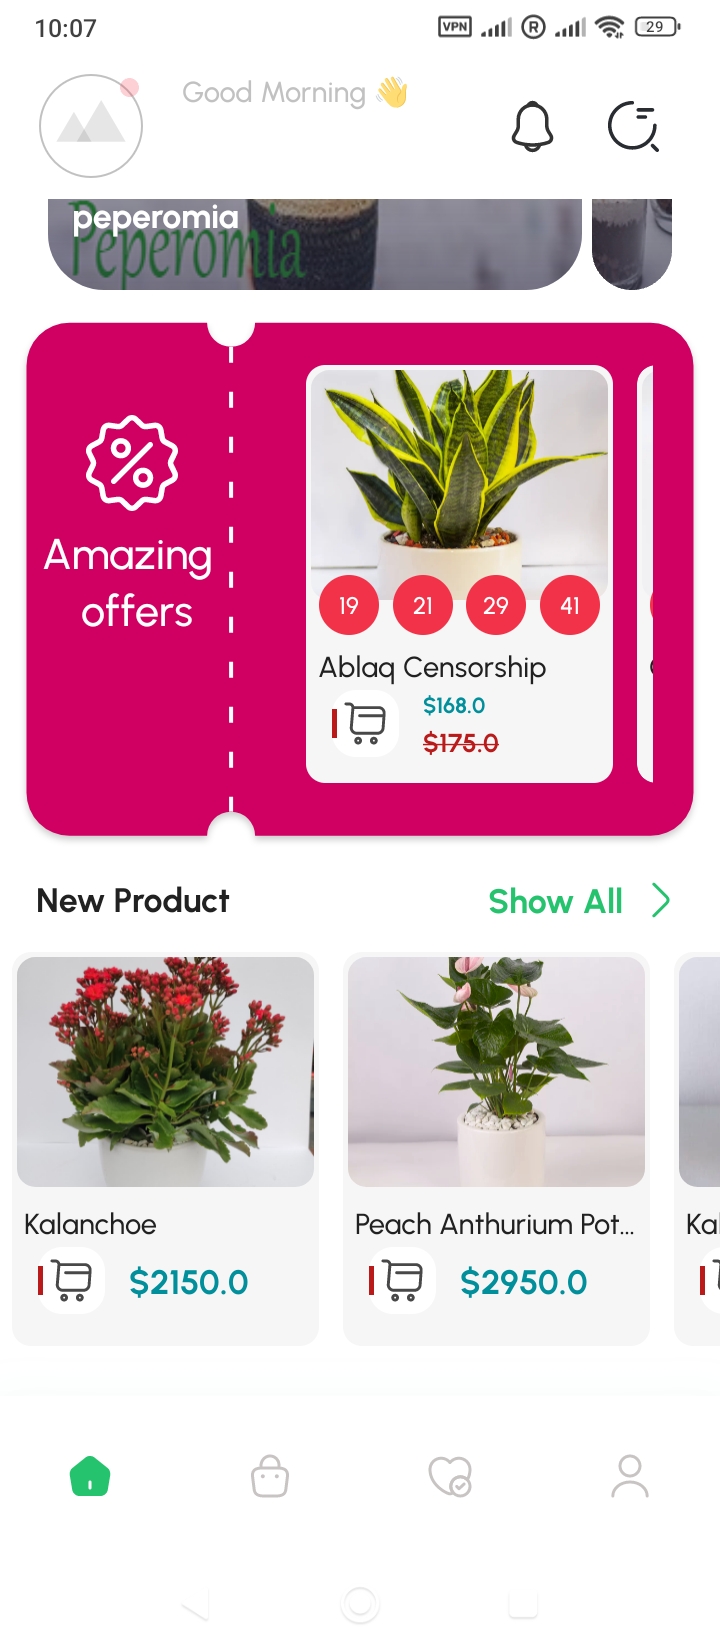 10:07
VPN
R
29
Good Morning 👋
peperomia
Peperomia
Amazing
offers
19 21 29 41
Ablaq Censorship
$168.0
$175.0
New Product
Show All
Kalanchoe
Peach Anthurium Pot...
Kal
$2150.0
$2950.0